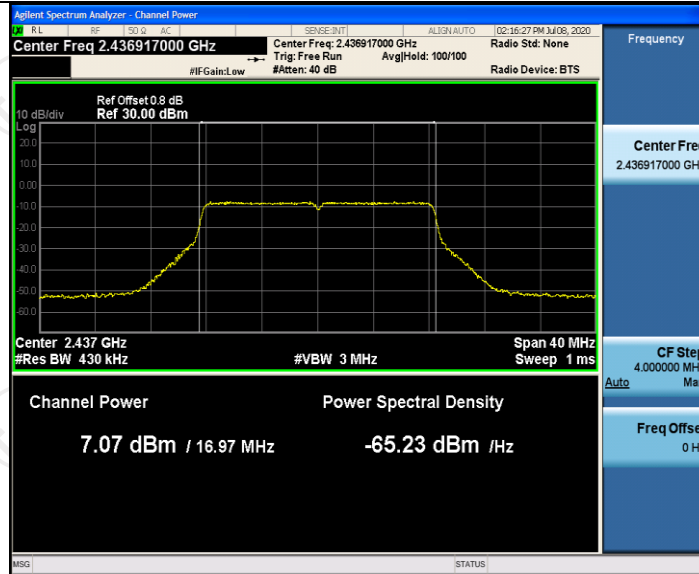 Agilent Spectrum Analyzer - Channel Power
RL RF 50 Ω AC SENSE:INT ALIGN AUTO 02:16:27 PM Jul 08, 2020
Center Freq 2.436917000 GHz
Center Freq: 2.436917000 GHz
Radio Std: None
Trig: Free Run Avg|Hold: 100/100
#IFGain:Low #Atten: 40 dB Radio Device: BTS
Ref Offset 0.8 dB
10 dB/div Ref 30.00 dBm
Log
20.0
10.0
0.00
-10.0
-20.0
-30.0
-40.0
-50.0
-60.0
Center 2.437 GHz Span 40 MHz
#Res BW 430 kHz #VBW 3 MHz Sweep 1 ms
Channel Power Power Spectral Density
7.07 dBm / 16.97 MHz -65.23 dBm /Hz
MSG STATUS
Frequency
Center Fre
2.436917000 GH
CF Ste
4.000000 MH
Auto Ma
Freq Offse
0 H